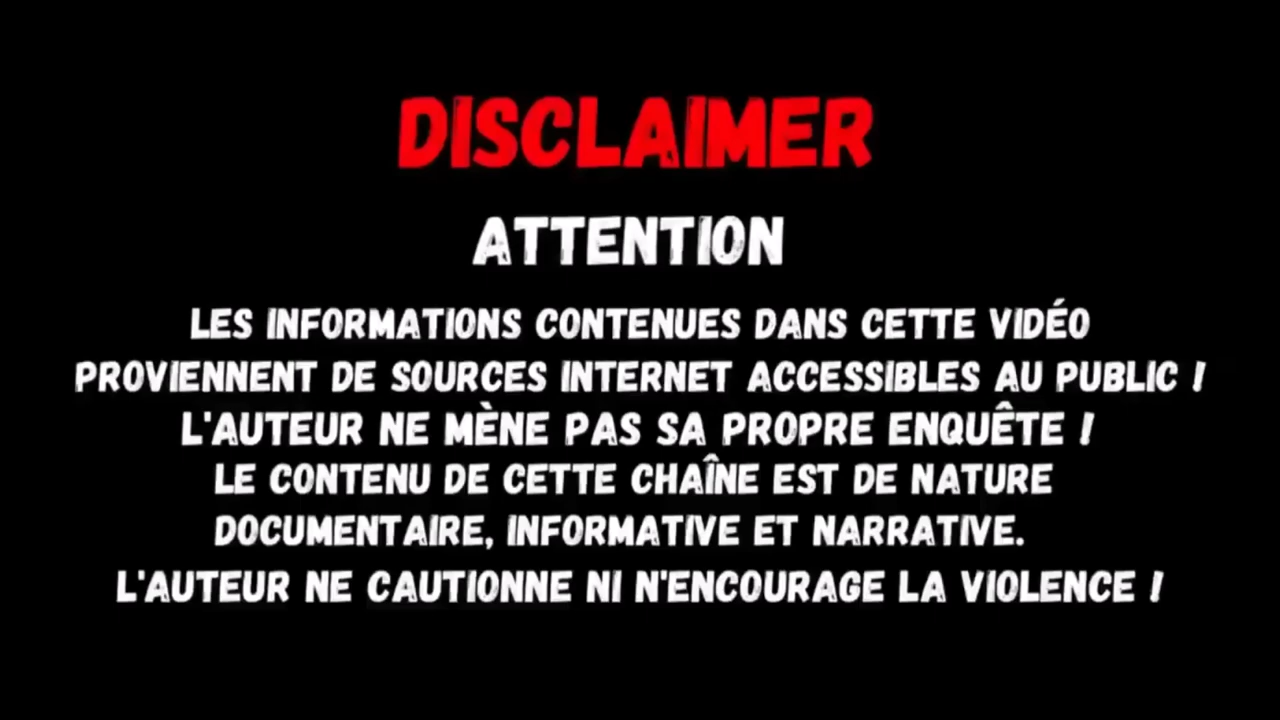 DISCLAIMER
ATTENTION
LES INFORMATIONS CONTENUES DANS CETTE VIDÉO
PROVIENNENT DE SOURCES INTERNET ACCESSIBLES AU PUBLIC !
L'AUTEUR NE MÈNE PAS SA PROPRE ENQUÊTE !
LE CONTENU DE CETTE CHAÎNE EST DE NATURE
DOCUMENTAIRE, INFORMATIVE ET NARRATIVE.
L'AUTEUR NE CAUTIONNE NI N'ENCOURAGE LA VIOLENCE !